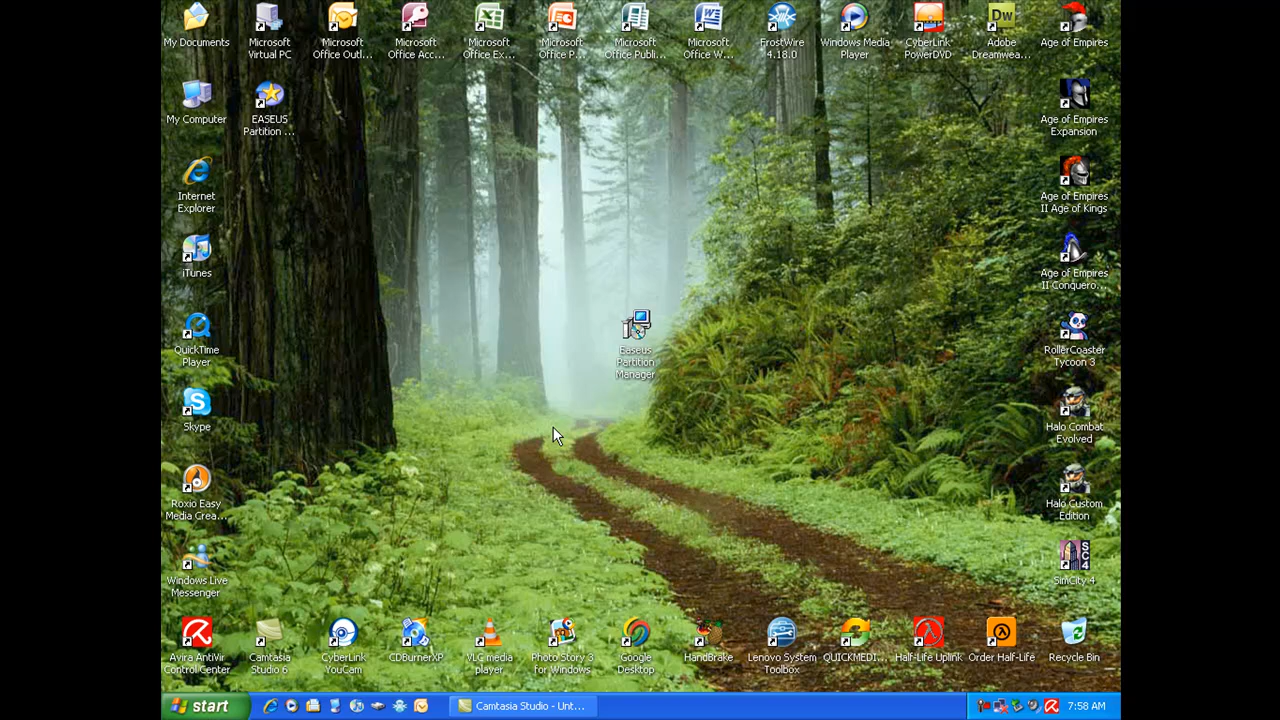 My Documents
Microsoft
Virtual PC
Microsoft
Office Outl...
Microsoft
Office Acc...
Microsoft
Office Ex...
Microsoft
Office P...
Microsoft
Office Publi...
Microsoft
Office W...
FrostWire
4.18.0
Windows Media
Player
CyberLink
PowerDVD
Adobe
Dreamwea...
Age of Empires
My Computer
EASEUS
Partition ...
Age of Empires
Expansion
Internet
Explorer
Age of Empires
II Age of Kings
iTunes
Age of Empires
II Conquero...
QuickTime
Player
Easeus
Partition
Manager
RollerCoaster
Tycoon 3
Skype
Halo Combat
Evolved
Roxio Easy
Media Crea...
Halo Custom
Edition
Windows Live
Messenger
SC4
SimCity 4
Avira AntiVir
Control Center
Camtasia
Studio 6
CyberLink
YouCam
CDBurnerXP
VLC media
player
Photo Story 3
for Windows
Google
Desktop
HandBrake
Lenovo System
Toolbox
QUICKMEDI...
Half-Life Uplink
Order Half-Life
Recycle Bin
start
Camtasia Studio - Unt...
7:58 AM